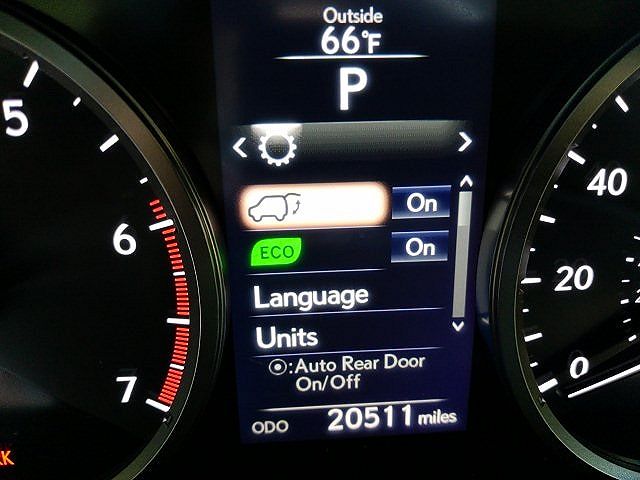 Outside
66°F
P
On
ECO On
Language
Units
:Auto Rear Door
On/Off
ODO 20511 miles
5
6
7
40
20
0